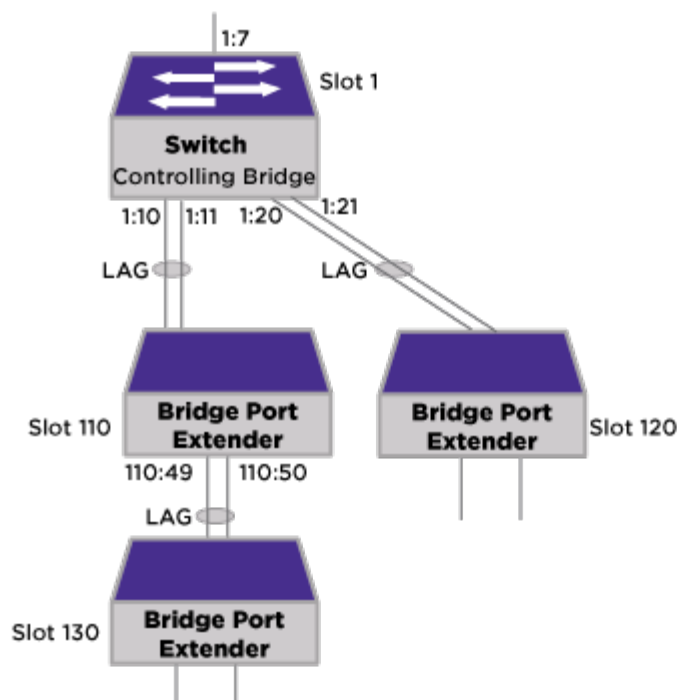 1:7
Slot 1
Switch
Controlling Bridge
1:10
1:11
1:20
1:21
LAG
LAG
Bridge Port
Extender
Slot 110
Bridge Port
Extender
Slot 120
110:49
110:50
LAG
Bridge Port
Extender
Slot 130